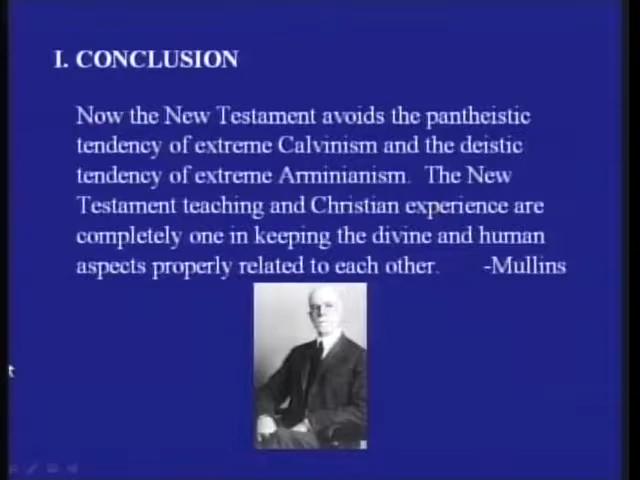 I. CONCLUSION
Now the New Testament avoids the pantheistic
tendency of extreme Calvinism and the deistic
tendency of extreme Arminianism. The New
Testament teaching and Christian experience are
completely one in keeping the divine and human
aspects properly related to each other. -Mullins